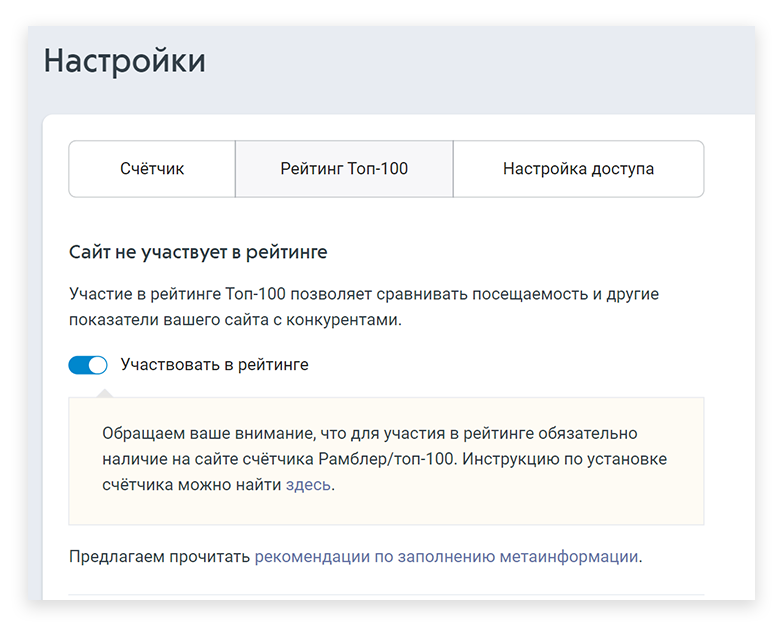 Настройки
Счётчик
Рейтинг Топ-100
Настройка доступа
Сайт не участвует в рейтинге
Участие в рейтинге Топ-100 позволяет сравнивать посещаемость и другие
показатели вашего сайта с конкурентами.
Участвовать в рейтинге
Обращаем ваше внимание, что для участия в рейтинге обязательно
наличие на сайте счётчика Рамблер/топ-100. Инструкцию по установке
счётчика можно найти здесь.
Предлагаем прочитать рекомендации по заполнению метаинформации.